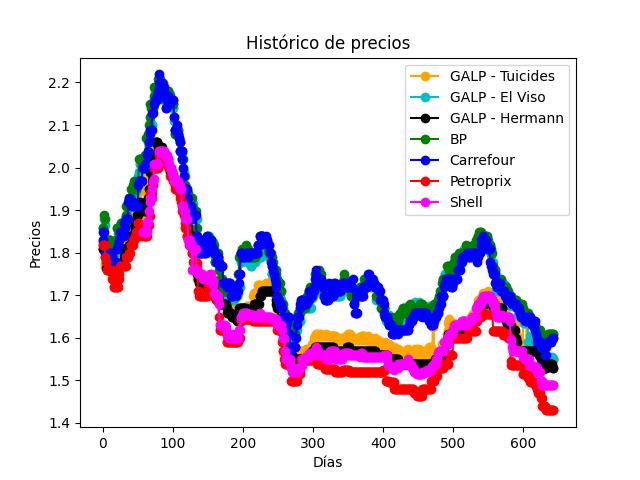 Histórico de precios
GALP - Tuicides
GALP - El Viso
GALP - Hermann
BP
Carrefour
Petroprix
Shell
Precios
2.2
2.1
2.0
1.9
1.8
1.7
1.6
1.5
1.4
0 100 200 300 400 500 600
Días